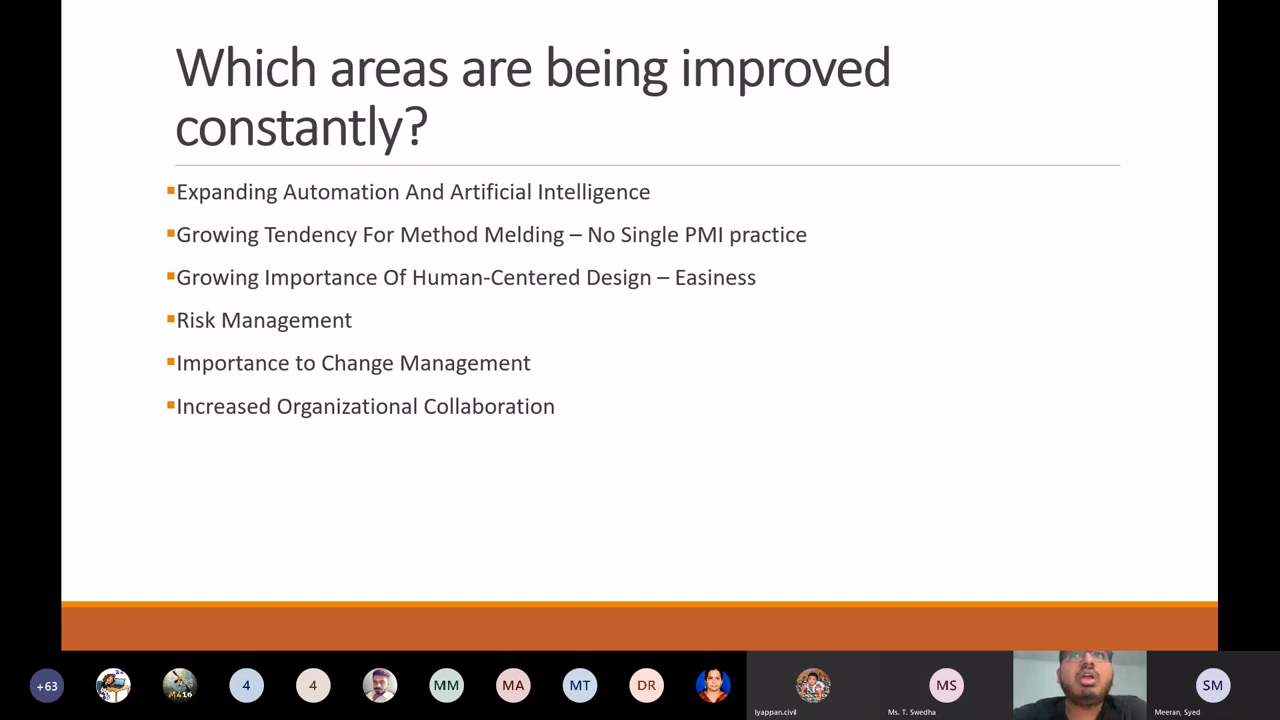 Which areas are being improved
constantly?
▪Expanding Automation And Artificial Intelligence
▪Growing Tendency For Method Melding – No Single PMI practice
▪Growing Importance Of Human-Centered Design – Easiness
▪Risk Management
▪Importance to Change Management
▪Increased Organizational Collaboration
+63
MA16
4
4
MM
MA
MT
DR
MS
SM
Iyappan.civil
Ms. T. Swedha
Meeran, Syed